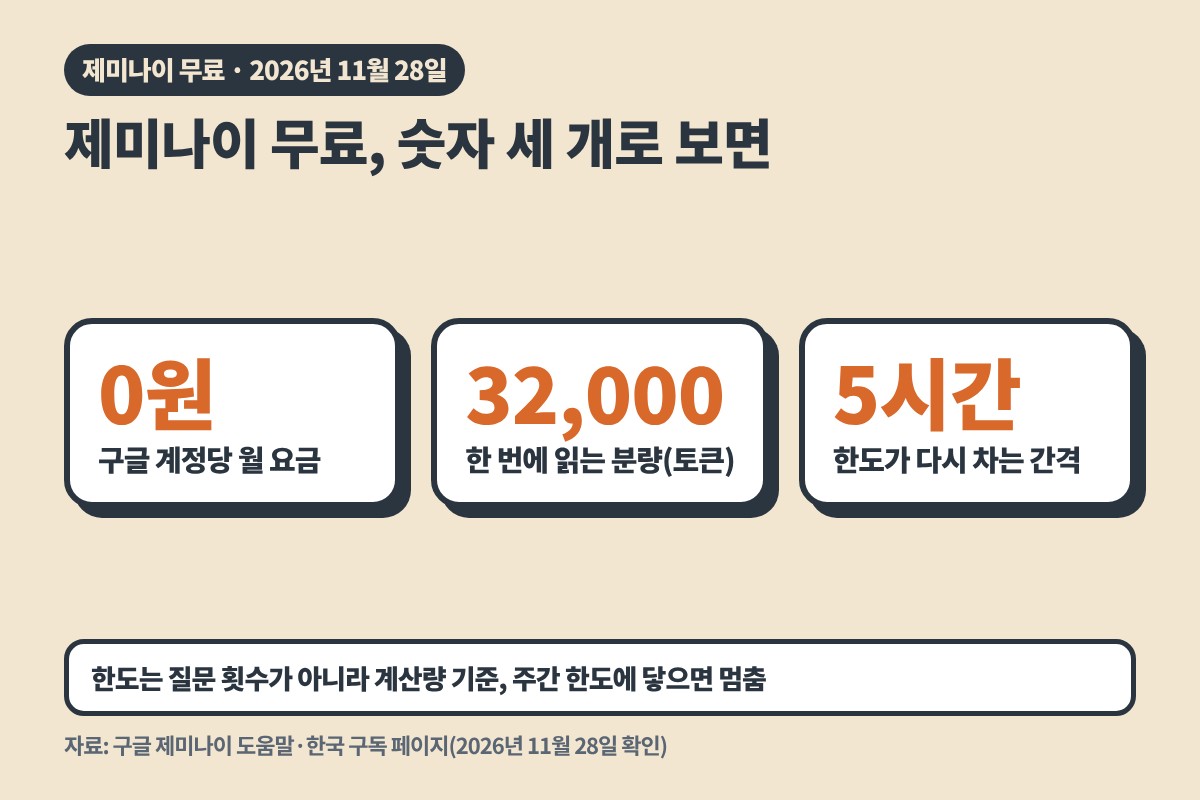 제미나이 무료 · 2026년 11월 28일
제미나이 무료, 숫자 세 개로 보면
0원
구글 계정당 월 요금
32,000
한 번에 읽는 분량(토큰)
5시간
한도가 다시 차는 간격
한도는 질문 횟수가 아니라 계산량 기준, 주간 한도에 닿으면 멈춤
자료: 구글 제미나이 도움말·한국 구독 페이지(2026년 11월 28일 확인)